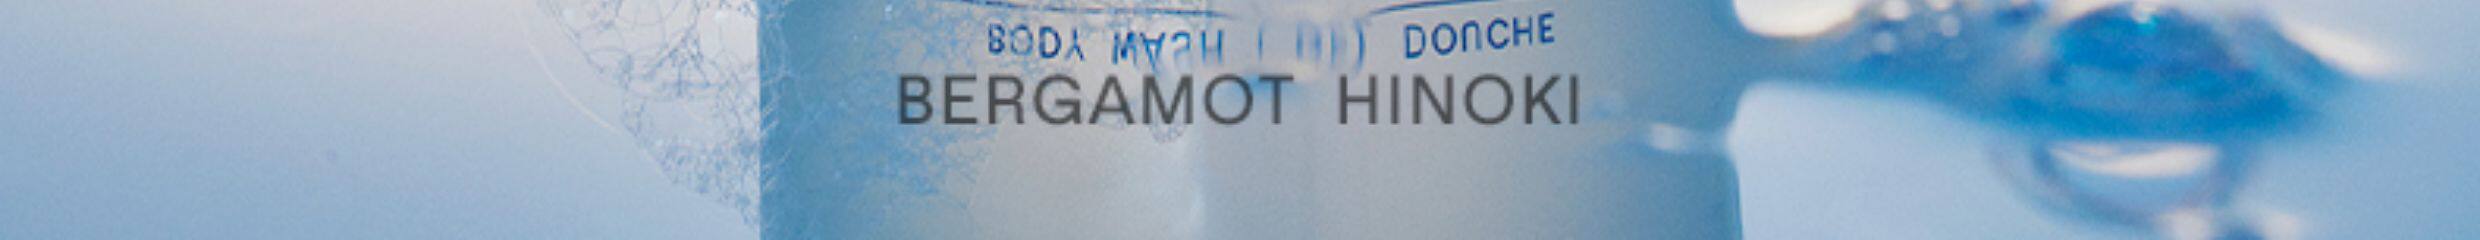 BODY WASH DOUCHE
BERGAMOT HINOKI